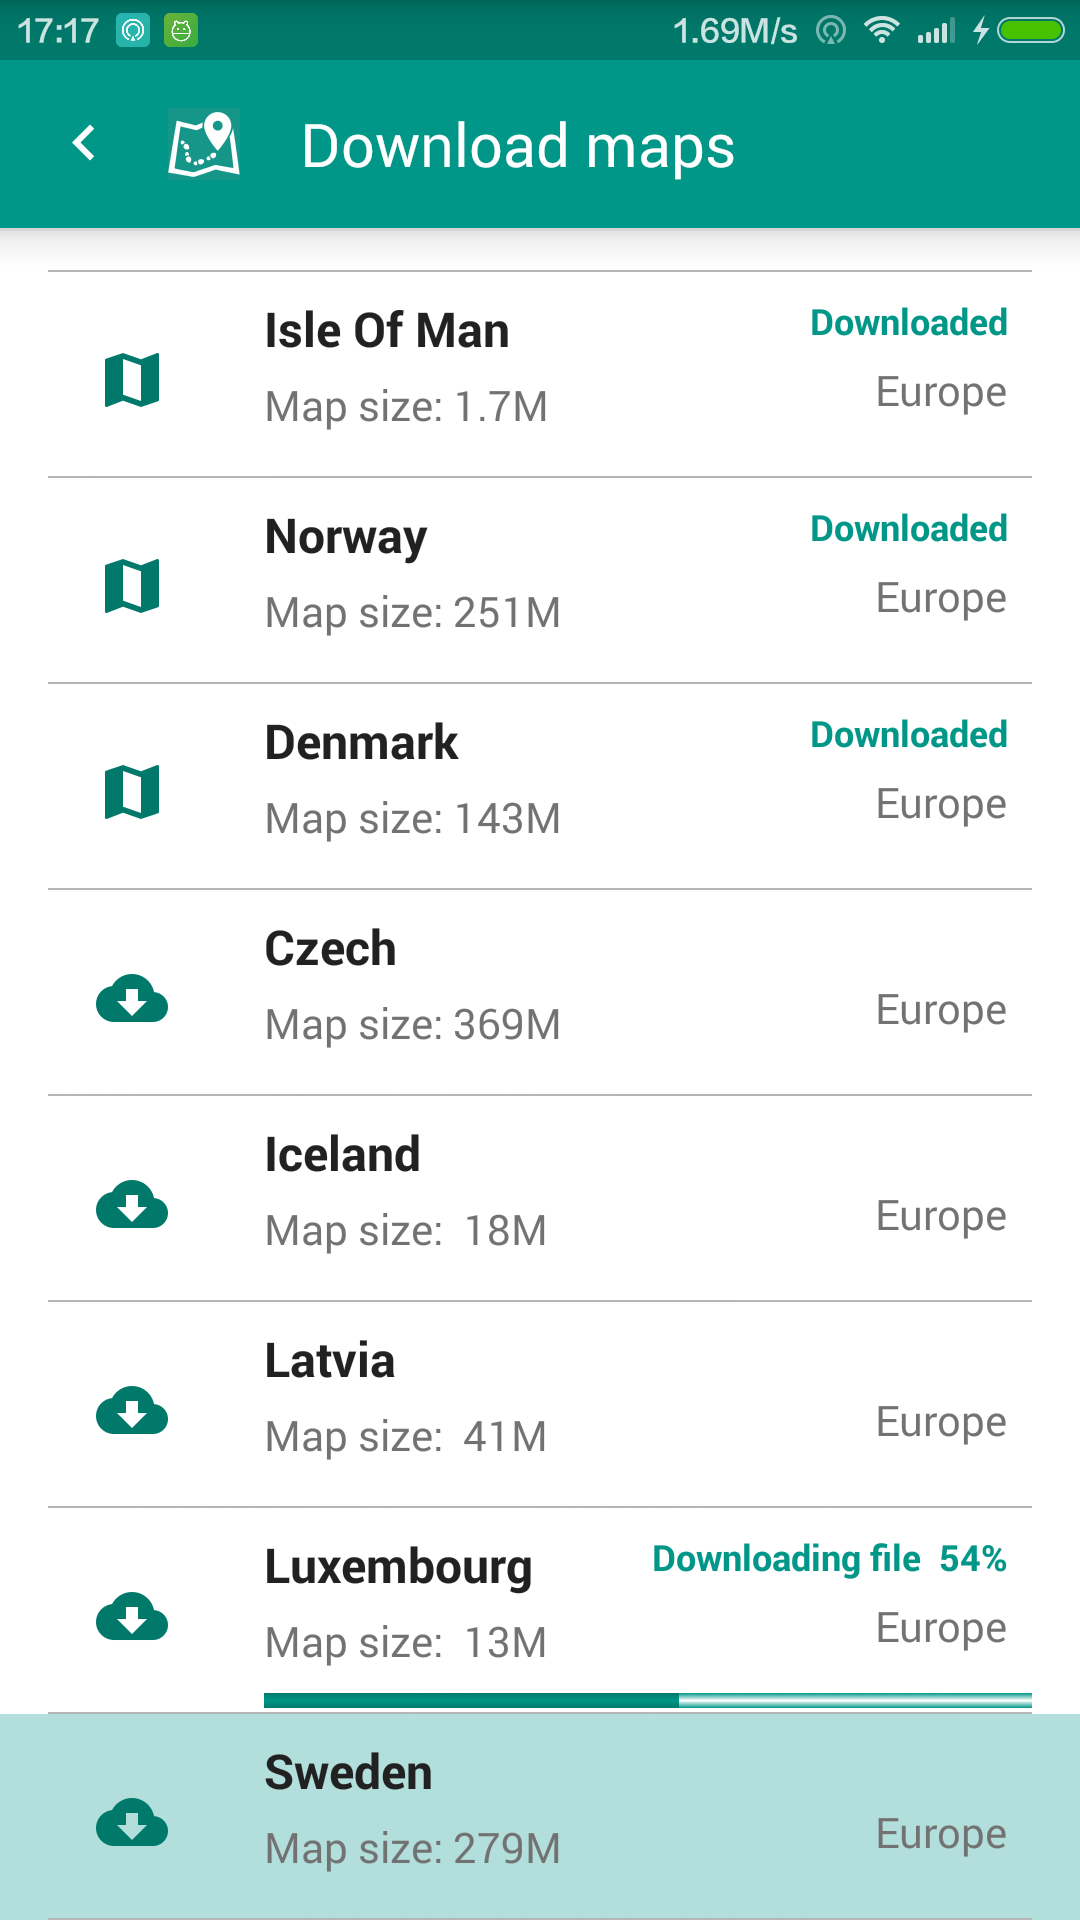 17:17 1.69M/s
Download maps
Isle Of Man Downloaded
Map size: 1.7M Europe
Norway Downloaded
Map size: 251M Europe
Denmark Downloaded
Map size: 143M Europe
Czech
Map size: 369M Europe
Iceland
Map size: 18M Europe
Latvia
Map size: 41M Europe
Luxembourg Downloading file 54%
Map size: 13M Europe
Sweden
Map size: 279M Europe